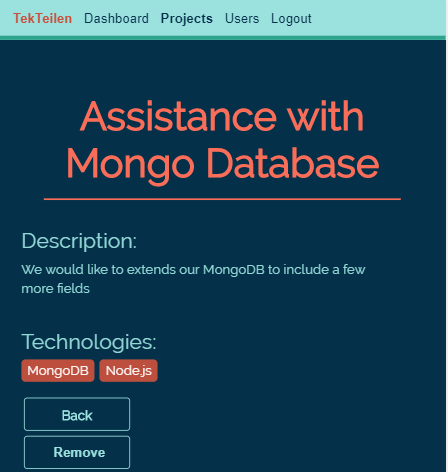 TekTeilen Dashboard Projects Users Logout
Assistance with
Mongo Database
Description:
We would like to extends our MongoDB to include a few
more fields
Technologies:
MongoDB Node.js
Back
Remove